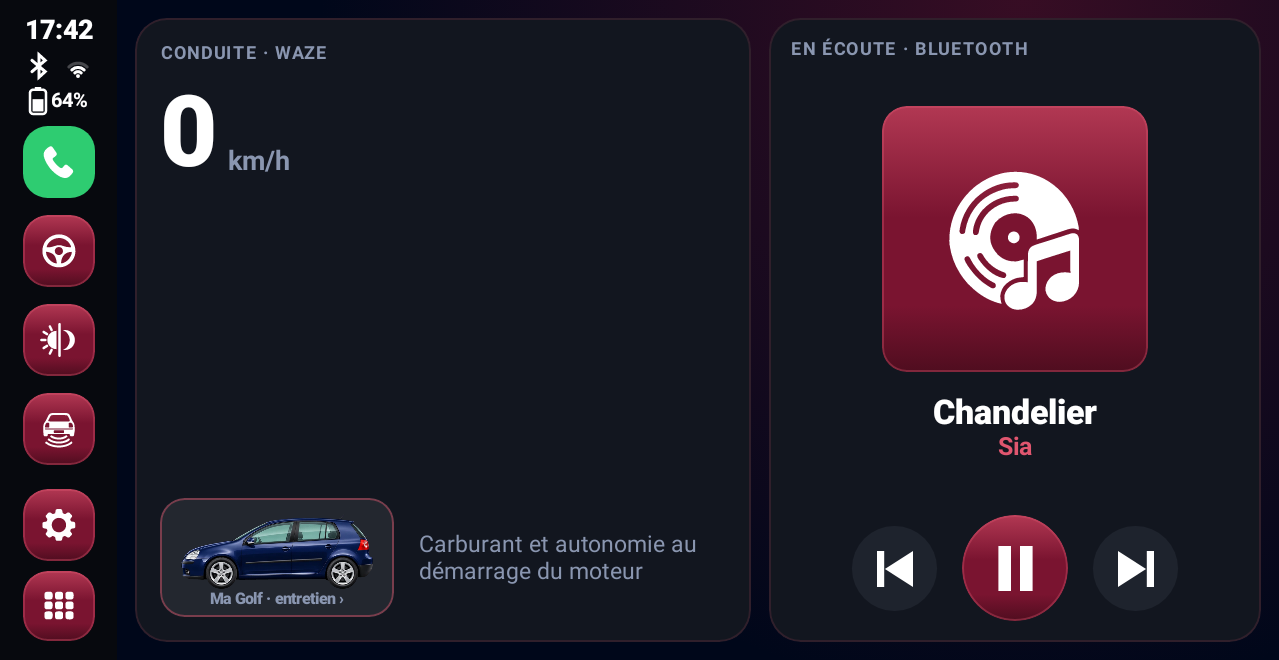 17:42
64%
CONDUITE · WAZE
0 km/h
Ma Golf · entretien ›
Carburant et autonomie au
démarrage du moteur
EN ÉCOUTE · BLUETOOTH
Chandelier
Sia